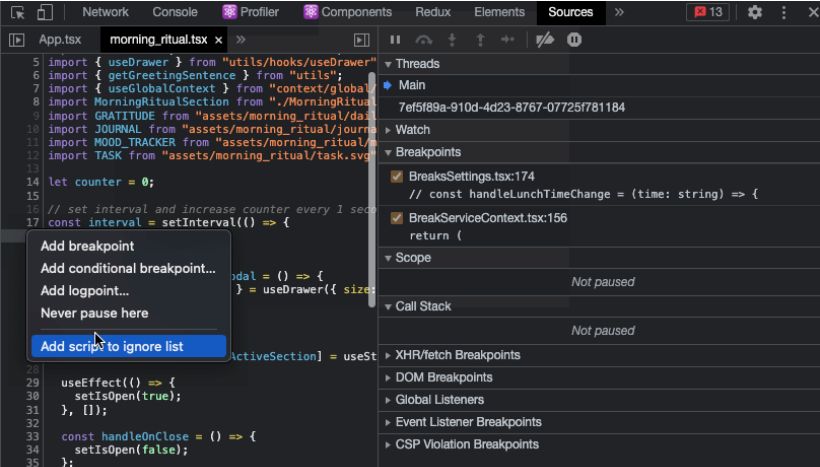 Network Console Profiler Components Redux Elements Sources » 13
App.tsx morning_ritual.tsx × »
5 import { useDrawer } from "utils/hooks/useDrawer"
6 import { getGreetingSentence } from "utils";
7 import { useGlobalContext } from "context/global/
8 import MorningRitualSection from "./MorningRitual
9 import GRATITUDE from "assets/morning_ritual/dail
10 import JOURNAL from "assets/morning_ritual/journa
11 import MOOD_TRACKER from "assets/morning_ritual/m
12 import TASK from "assets/morning_ritual/task.svg"
13
14 let counter = 0;
15
16 // set interval and increase counter every 1 seco
17 const interval = setInterval(() => {
Add breakpoint
Add conditional breakpoint...
Add logpoint...
Never pause here
Add script to ignore list
odal = () => {
} = useDrawer({ size:
ActiveSection] = useSt
28
29 useEffect(() => {
30 setIsOpen(true);
31 }, []);
32
33 const handleOnClose = () => {
34 setIsOpen(false);
35 };
Threads
Main
7ef5f89a-910d-4d23-8767-07725f781184
Watch
Breakpoints
BreaksSettings.tsx:174
// const handleLunchTimeChange = (time: string) => {
BreakServiceContext.tsx:156
return (
Scope
Not paused
Call Stack
Not paused
XHR/fetch Breakpoints
DOM Breakpoints
Global Listeners
Event Listener Breakpoints
CSP Violation Breakpoints